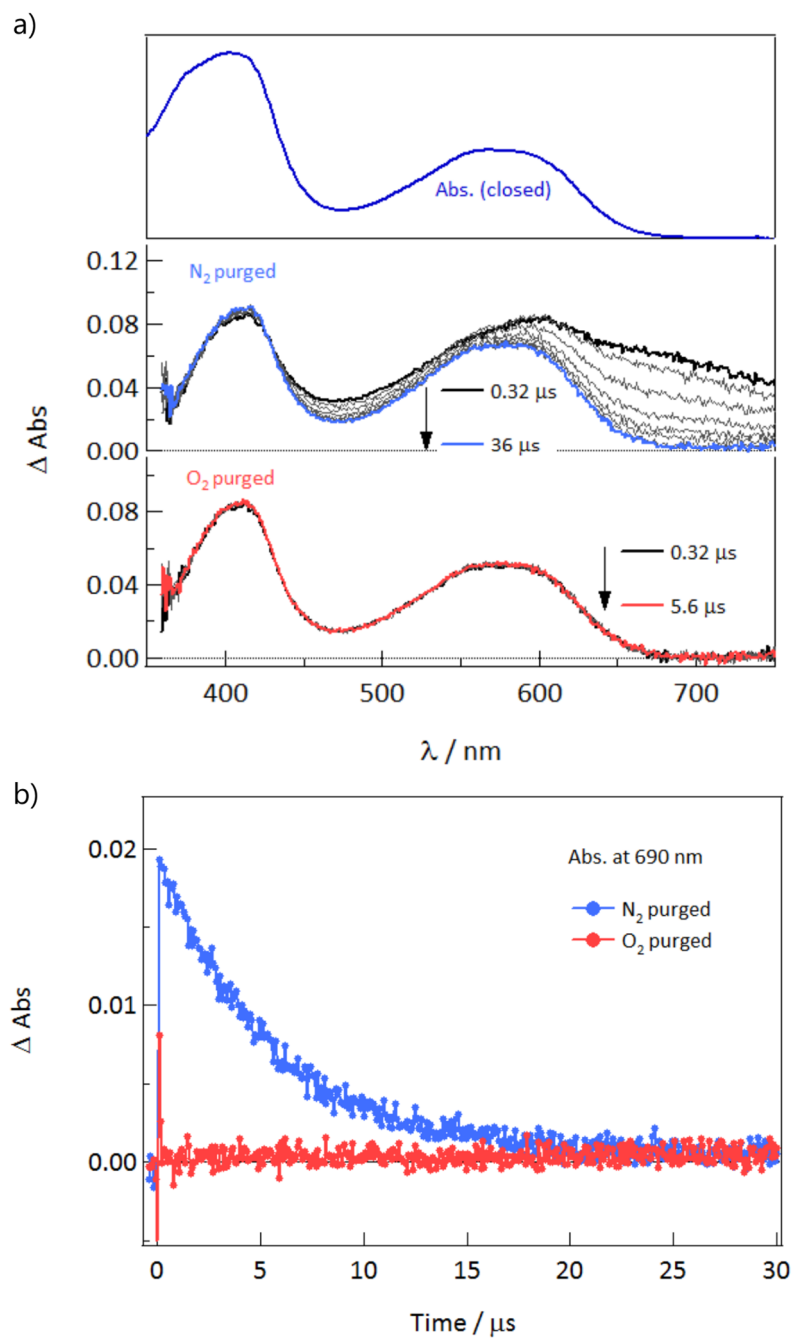 a)
Abs. (closed)
0.12
N₂ purged
0.08
0.04
0.32 µs
0.00
36 µs
Δ Abs
O₂ purged
0.08
0.32 µs
0.04
5.6 µs
0.00
400 500 600 700
λ / nm
b)
0.02
Abs. at 690 nm
N₂ purged
O₂ purged
0.01
Δ Abs
0.00
0 5 10 15 20 25 30
Time / µs